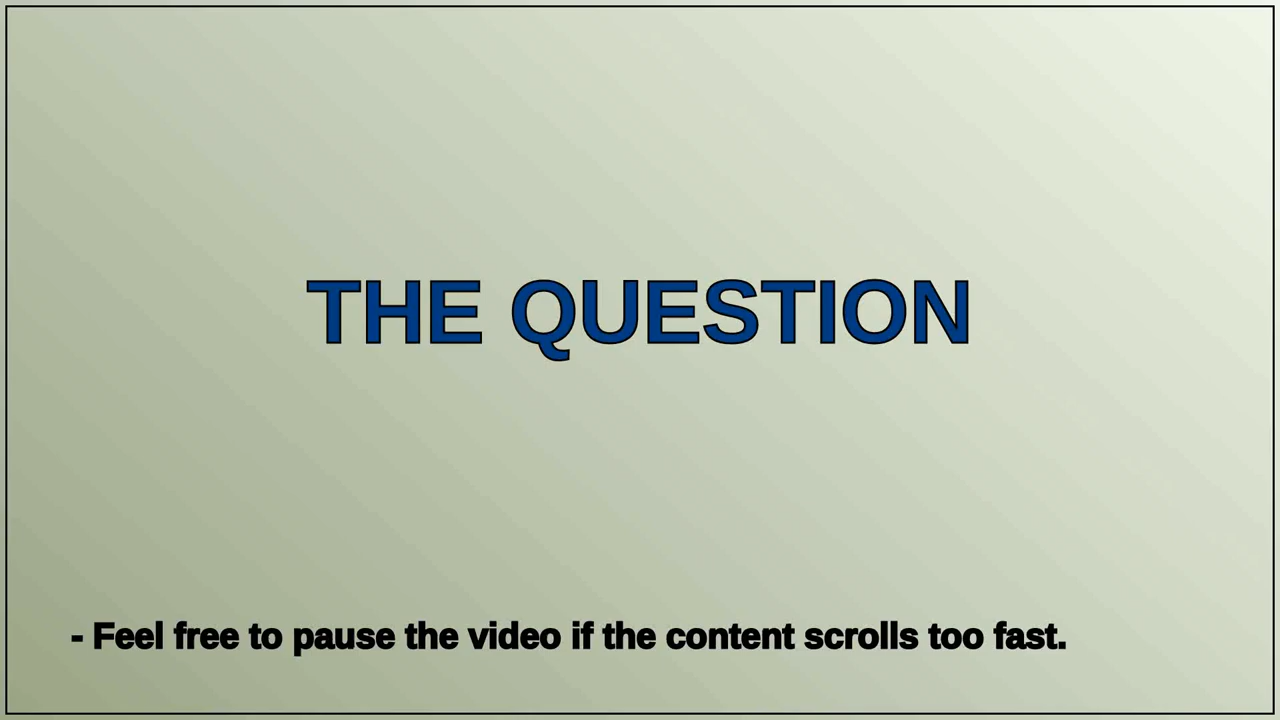 THE QUESTION
- Feel free to pause the video if the content scrolls too fast.